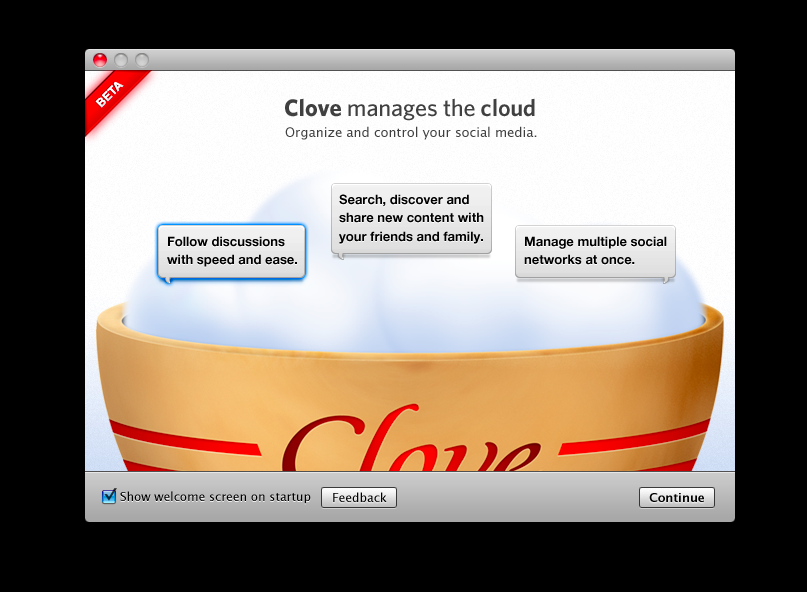 BETA
Clove manages the cloud
Organize and control your social media.
Search, discover and
share new content with
your friends and family.
Follow discussions
with speed and ease.
Manage multiple social
networks at once.
Clove
Show welcome screen on startup
Feedback
Continue